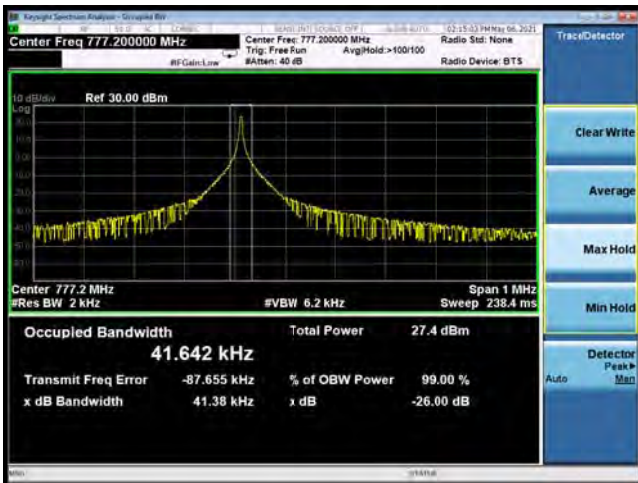 Keysight Spectrum Analyzer - Occupied BW
02:15:03 PM May 06, 2021
Center Freq 777.200000 MHz
Center Freq: 777.200000 MHz
Radio Std: None
Trace/Detector
Trig: Free Run
Avg|Hold:>100/100
#IFGain:Low
#Atten: 40 dB
Radio Device: BTS
10 dB/div
Ref 30.00 dBm
Log
Clear Write
Average
Max Hold
Min Hold
Center 777.2 MHz
Span 1 MHz
#Res BW 2 kHz
#VBW 6.2 kHz
Sweep 238.4 ms
Occupied Bandwidth
Total Power
27.4 dBm
41.642 kHz
Detector
Peak▶
Auto
Man
Transmit Freq Error
-87.655 kHz
% of OBW Power
99.00 %
x dB Bandwidth
41.38 kHz
x dB
-26.00 dB
MSG
STATUS